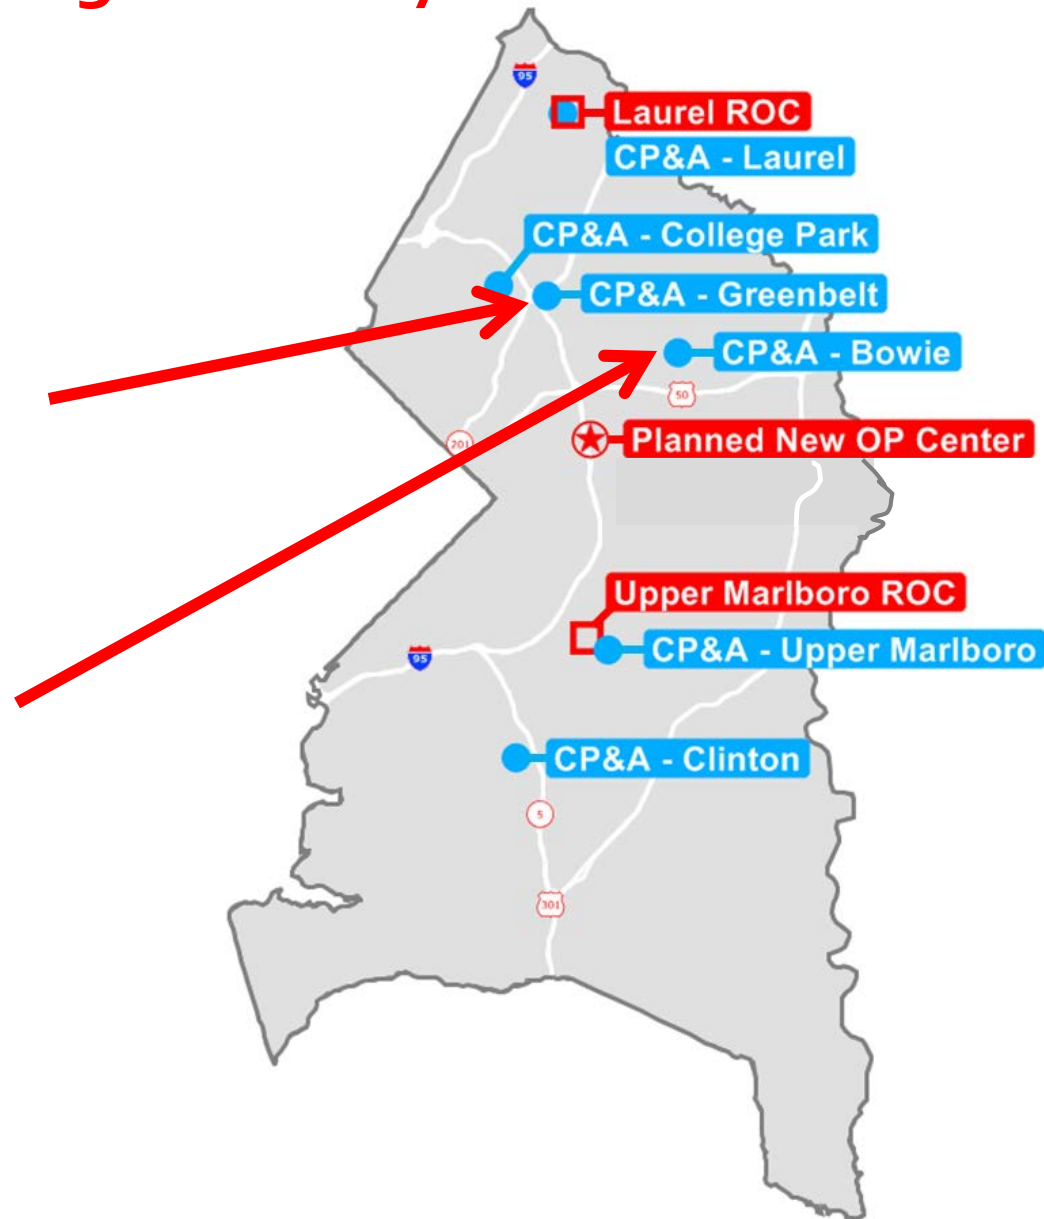 95
Laurel ROC
CP&A - Laurel
CP&A - College Park
CP&A - Greenbelt
CP&A - Bowie
50
201
Planned New OP Center
Upper Marlboro ROC
CP&A - Upper Marlboro
95
CP&A - Clinton
5
301